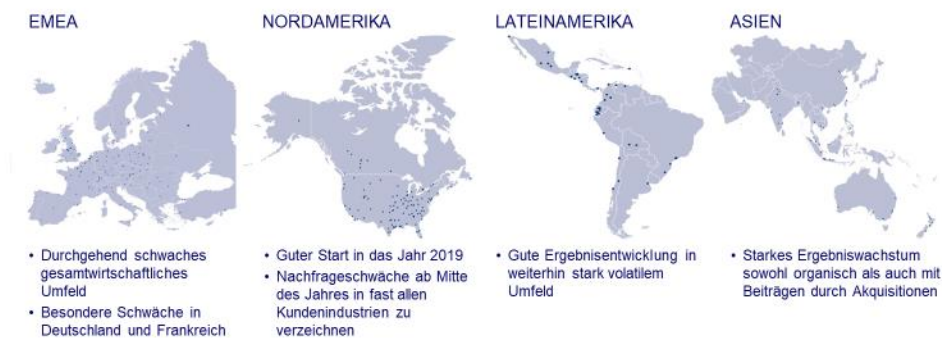 EMEA
• Durchgehend schwaches
gesamtwirtschaftliches
Umfeld
• Besondere Schwäche in
Deutschland und Frankreich
NORDAMERIKA
• Guter Start in das Jahr 2019
• Nachfrageschwäche ab Mitte
des Jahres in fast allen
Kundenindustrien zu
verzeichnen
LATEINAMERIKA
• Gute Ergebnisentwicklung in
weiterhin stark volatilem
Umfeld
ASIEN
• Starkes Ergebniswachstum
sowohl organisch als auch mit
Beiträgen durch Akquisitionen